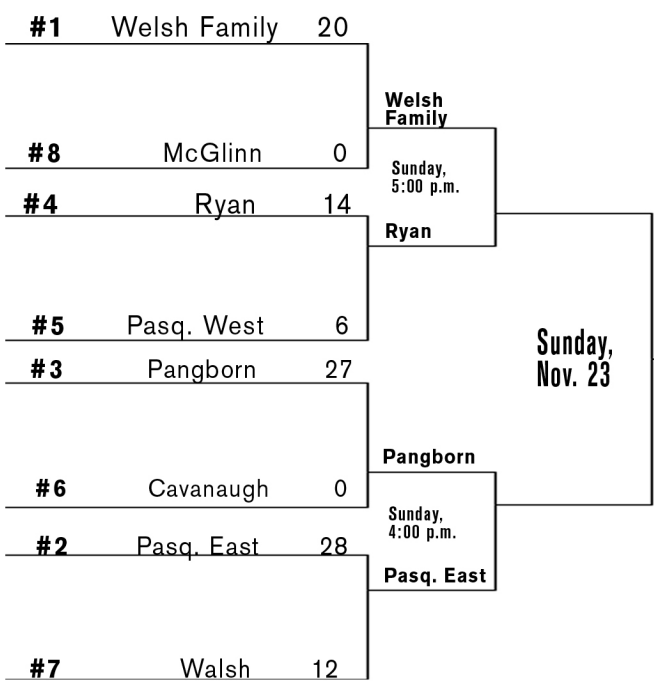 #1 Welsh Family 20
#8 McGlinn 0
#4 Ryan 14
#5 Pasq. West 6
#3 Pangborn 27
#6 Cavanaugh 0
#2 Pasq. East 28
#7 Walsh 12
Welsh
Family
Sunday,
5:00 p.m.
Ryan
Pangborn
Sunday,
4:00 p.m.
Pasq. East
Sunday,
Nov. 23